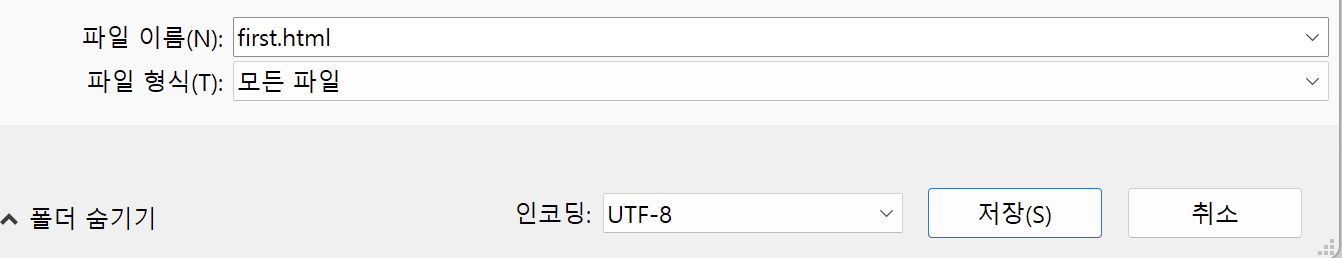 파일 이름(N): first.html
파일 형식(T): 모든 파일
폴더 숨기기 인코딩: UTF-8 저장(S) 취소